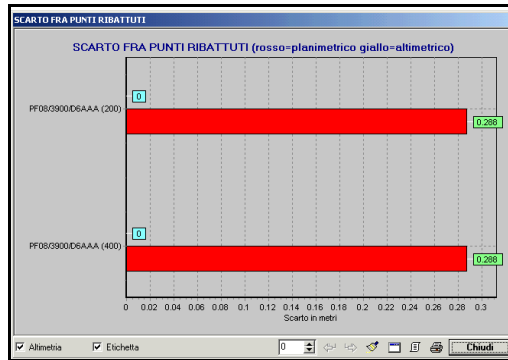 SCARTO FRA PUNTI RIBATTUTI
SCARTO FRA PUNTI RIBATTUTI (rosso=planimetrico giallo=altimetrico)
0
PF08/3900/D6AAA (200)
0.288
0
PF08/3900/D6AAA (400)
0.288
0 0.02 0.04 0.06 0.08 0.1 0.12 0.14 0.16 0.18 0.2 0.22 0.24 0.26 0.28 0.3
Scarto in metri
Altimetria Etichetta 0 Chiudi